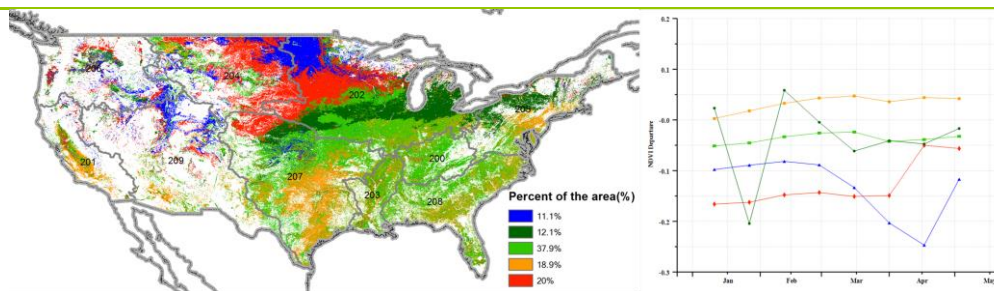 204
202
201
209
207
200
203
208
Percent of the area(%)
11.1%
12.1%
37.9%
18.9%
20%
0.2
0.1
-0.0
-0.1
-0.2
-0.3
NDVI Departure
Jan
Feb
Mar
Apr
May